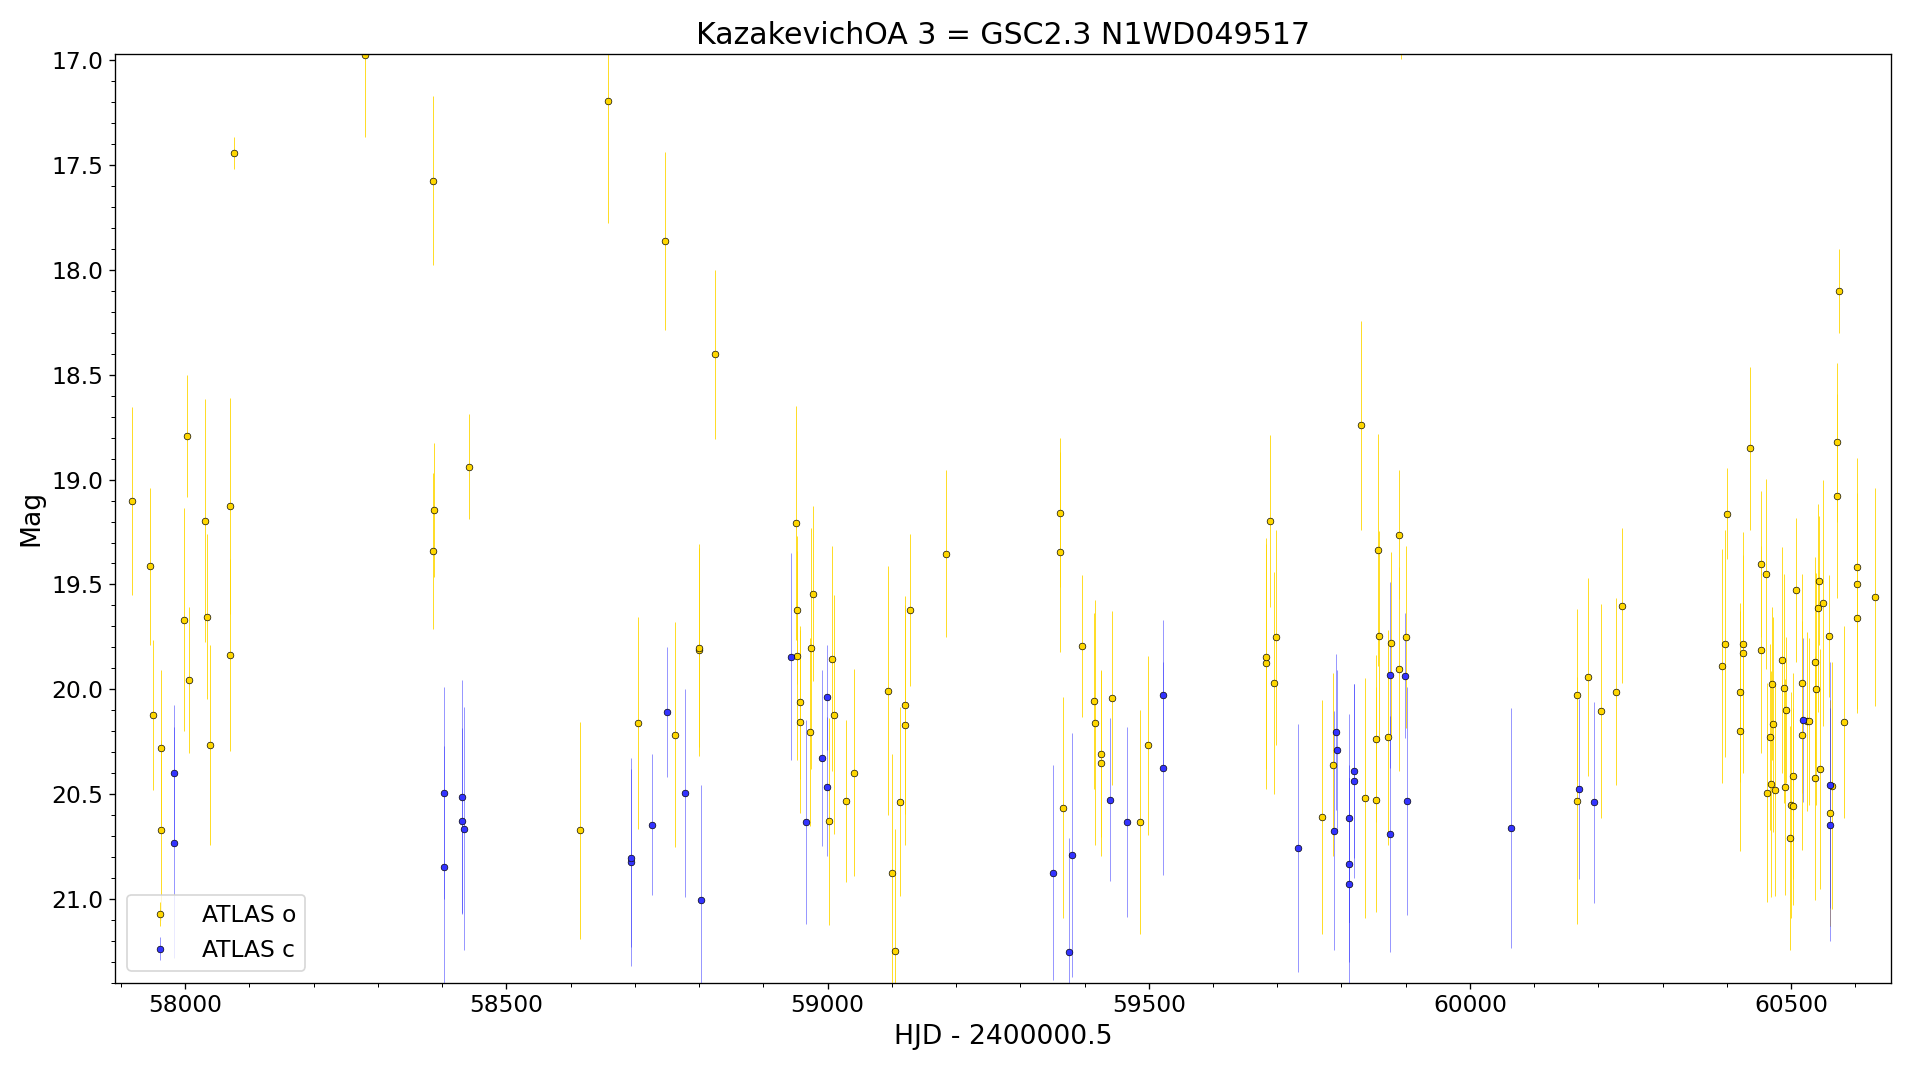 KazakevichOA 3 = GSC2.3 N1WD049517
17.0
17.5
18.0
18.5
19.0
19.5
20.0
20.5
21.0
Mag
ATLAS o
ATLAS c
58000 58500 59000 59500 60000 60500
HJD - 2400000.5